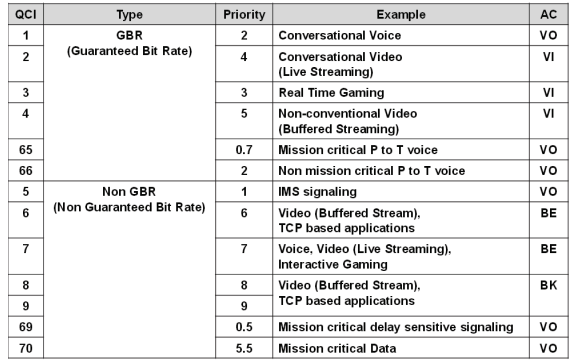 QCI Type Priority Example AC
1 GBR 2 Conversational Voice VO
(Guaranteed Bit Rate)
2 4 Conversational Video VI
(Live Streaming)
3 3 Real Time Gaming VI
4 5 Non-conventional Video VI
(Buffered Streaming)
65 0.7 Mission critical P to T voice VO
66 2 Non mission critical P to T voice VO
5 Non GBR 1 IMS signaling VO
(Non Guaranteed Bit Rate)
6 6 Video (Buffered Stream), BE
TCP based applications
7 7 Voice, Video (Live Streaming), BE
Interactive Gaming
8 8 Video (Buffered Stream), BK
TCP based applications
9 9
69 0.5 Mission critical delay sensitive signaling VO
70 5.5 Mission critical Data VO